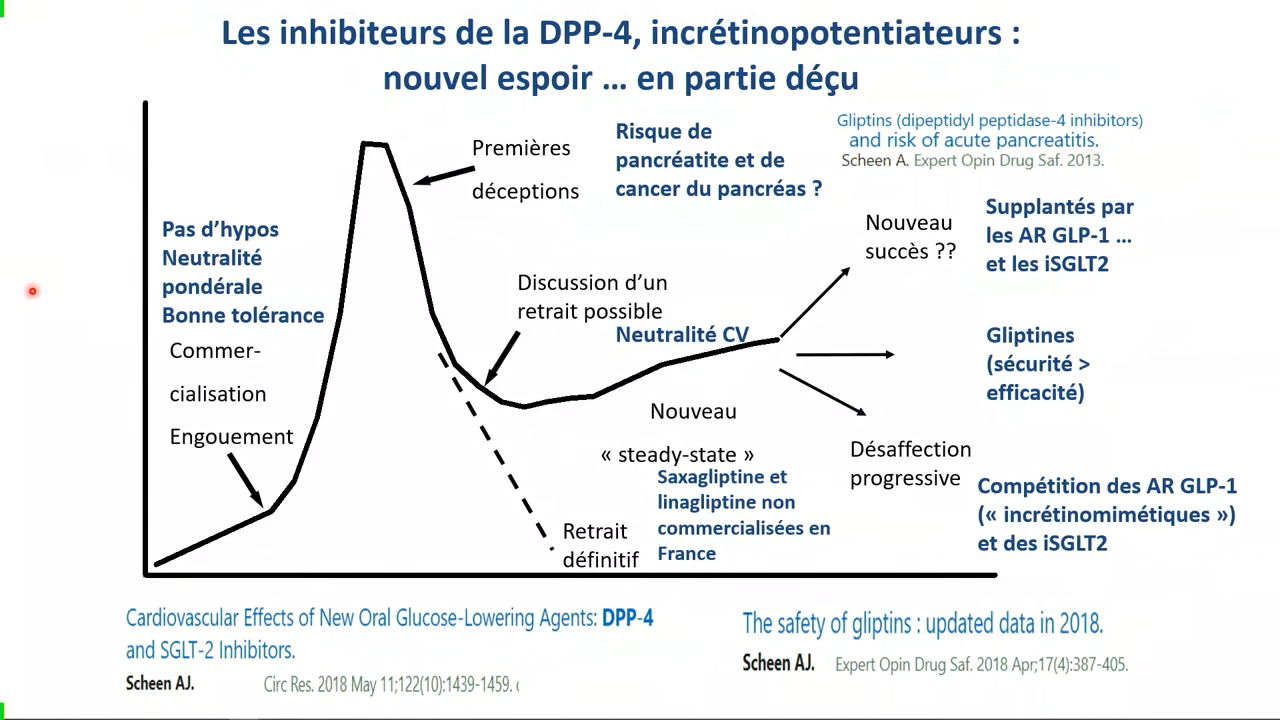 Les inhibiteurs de la DPP-4, incrétinopotentiateurs :
nouvel espoir ... en partie déçu
Gliptins (dipeptidyl peptidase-4 inhibitors)
and risk of acute pancreatitis.
Scheen A. Expert Opin Drug Saf. 2013.
Risque de
pancréatite et de
cancer du pancréas ?
Premières
déceptions
Pas d’hypos
Neutralité
pondérale
Bonne tolérance
Commer-
cialisation
Engouement
Discussion d’un
retrait possible
Neutralité CV
Nouveau
succès ??
Supplantés par
les AR GLP-1 ...
et les iSGLT2
Gliptines
(sécurité >
efficacité)
Nouveau
« steady-state »
Saxagliptine et
linagliptine non
commercialisées en
France
Retrait
définitif
Désaffection
progressive
Compétition des AR GLP-1
(« incrétinomimétiques »)
et des iSGLT2
Cardiovascular Effects of New Oral Glucose-Lowering Agents: DPP-4
and SGLT-2 Inhibitors.
Scheen AJ. Circ Res. 2018 May 11;122(10):1439-1459.
The safety of gliptins : updated data in 2018.
Scheen AJ. Expert Opin Drug Saf. 2018 Apr;17(4):387-405.